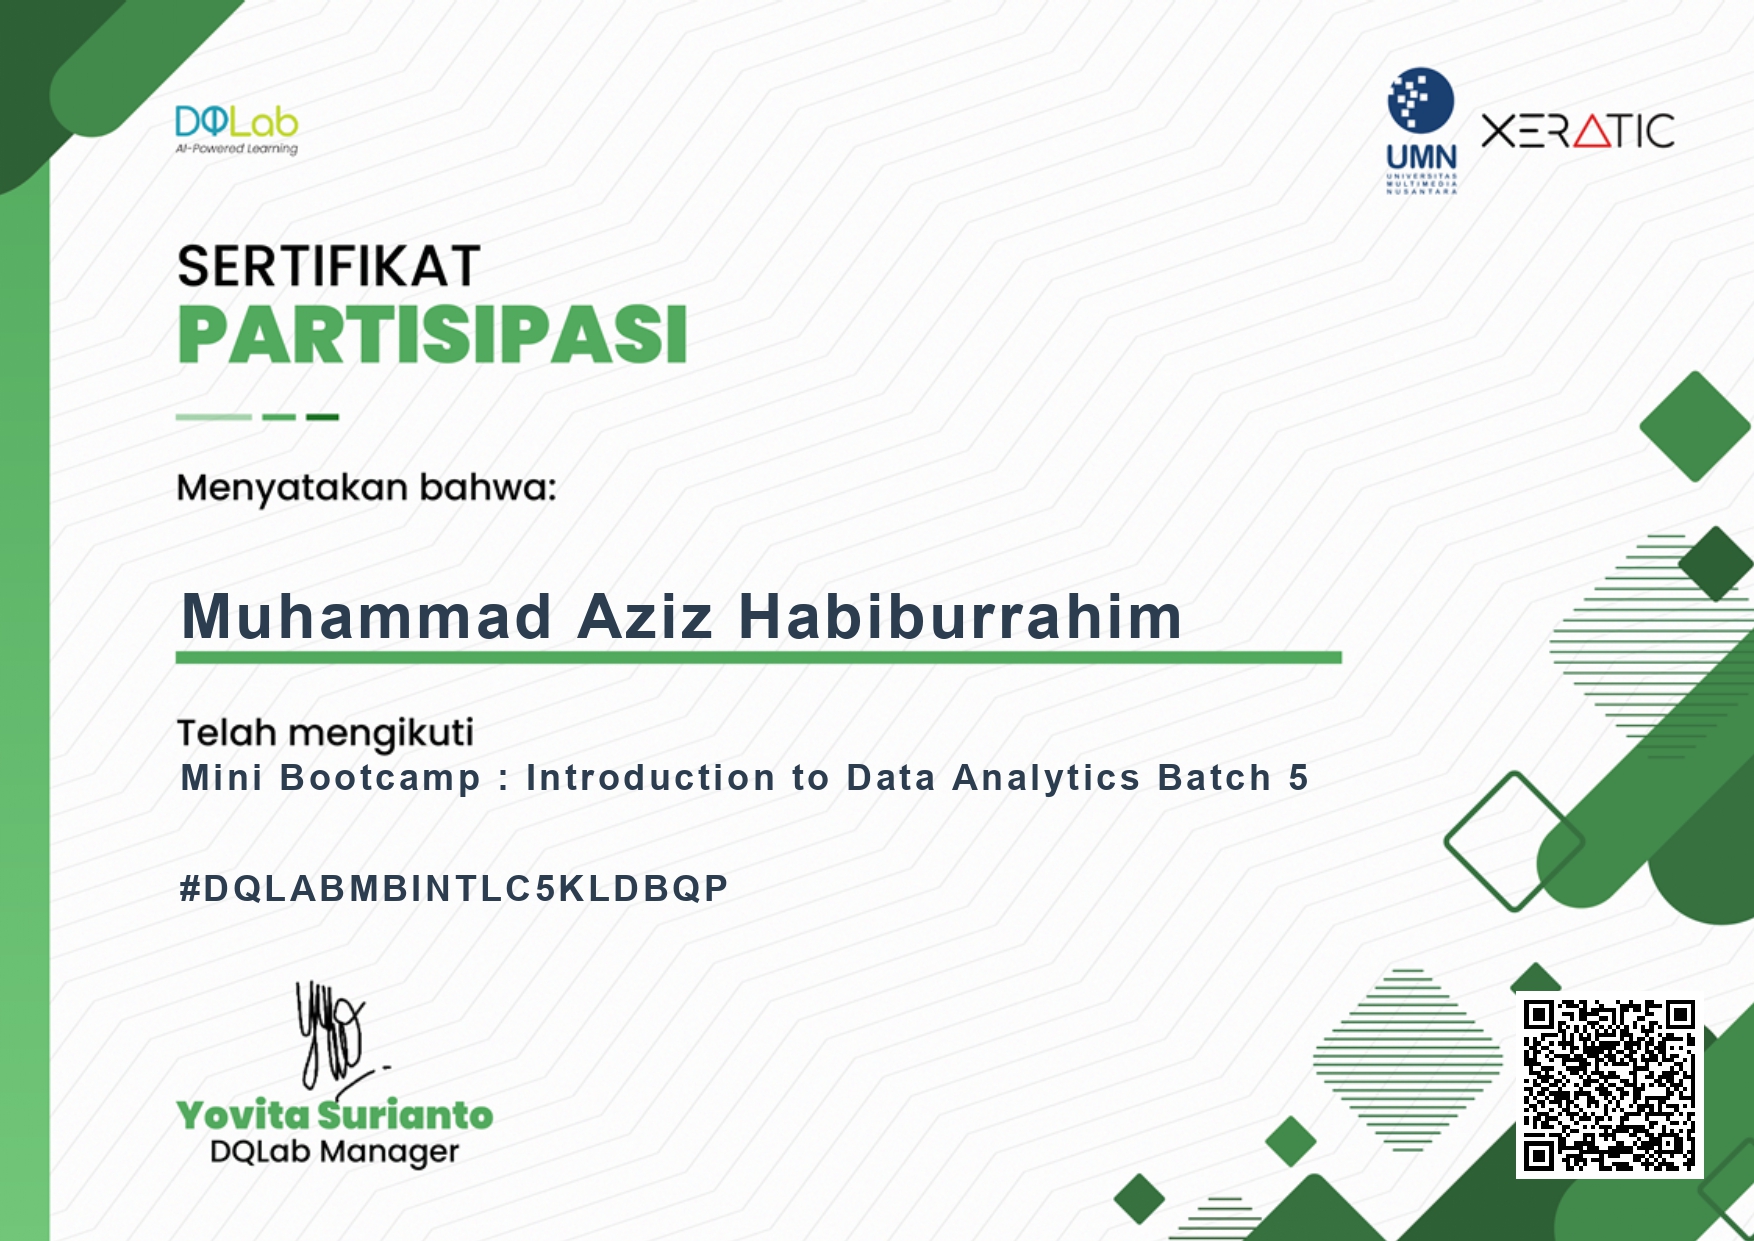 DQLab
AI-Powered Learning
UMN
UNIVERSITAS
MULTIMEDIA
NUSANTARA
XERATIC
SERTIFIKAT
PARTISIPASI
Menyatakan bahwa:
Muhammad Aziz Habiburrahim
Telah mengikuti
Mini Bootcamp : Introduction to Data Analytics Batch 5
#DQLABMBINTLC5KLDBQP
Yovita Surianto
DQLab Manager